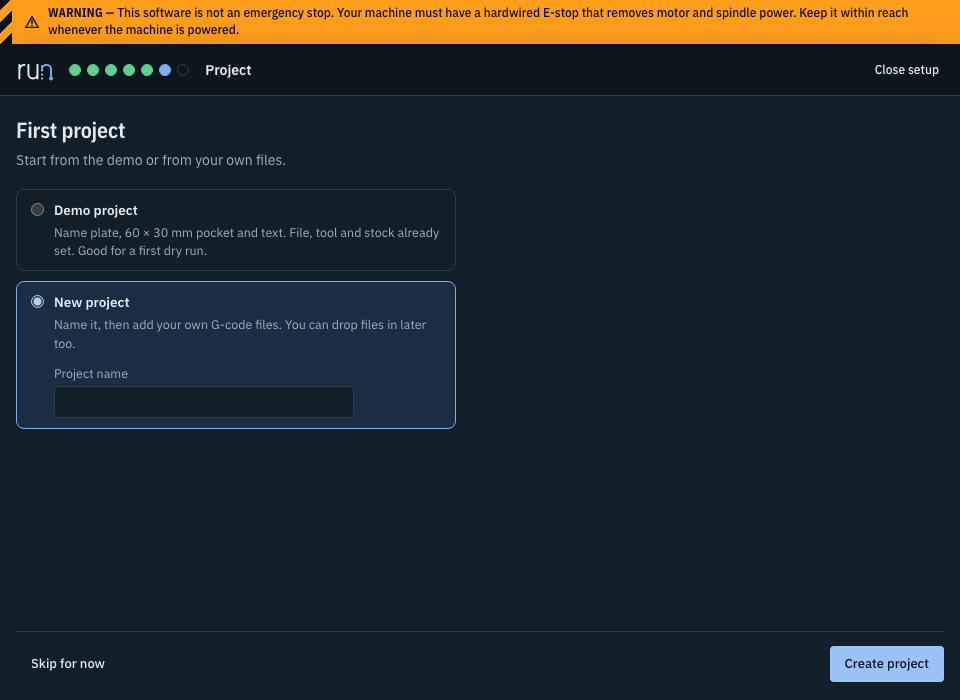 WARNING — This software is not an emergency stop. Your machine must have a hardwired E-stop that removes motor and spindle power. Keep it within reach
whenever the machine is powered.
run
Project
Close setup
First project
Start from the demo or from your own files.
Demo project
Name plate, 60 × 30 mm pocket and text. File, tool and stock already
set. Good for a first dry run.
New project
Name it, then add your own G-code files. You can drop files in later
too.
Project name
Skip for now
Create project